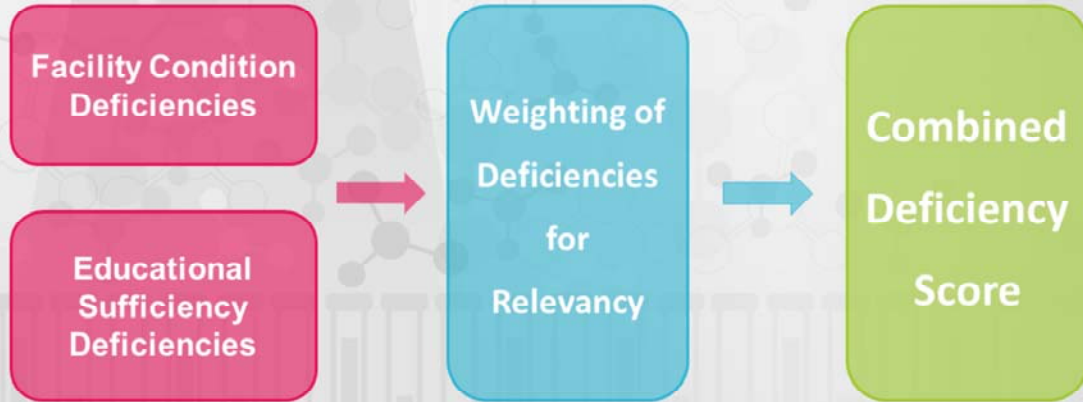 Facility Condition
Deficiencies
Educational
Sufficiency
Deficiencies
Weighting of
Deficiencies
for
Relevancy
Combined
Deficiency
Score